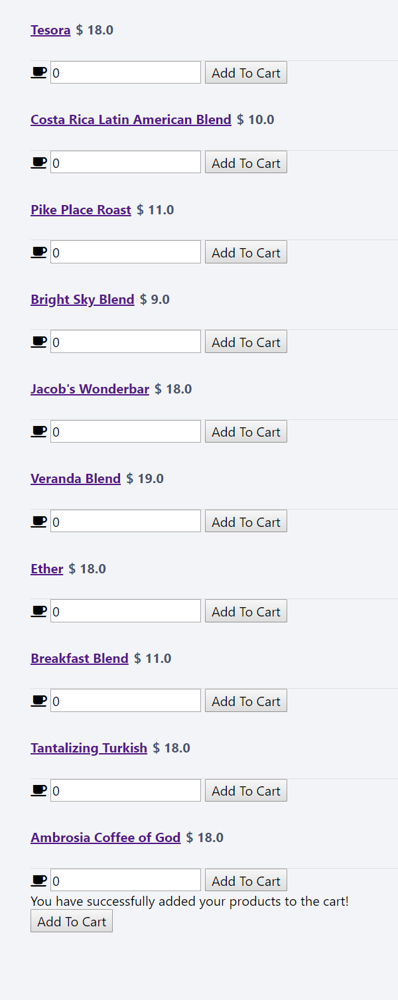 Tesora $ 18.0
0 Add To Cart
Costa Rica Latin American Blend $ 10.0
0 Add To Cart
Pike Place Roast $ 11.0
0 Add To Cart
Bright Sky Blend $ 9.0
0 Add To Cart
Jacob's Wonderbar $ 18.0
0 Add To Cart
Veranda Blend $ 19.0
0 Add To Cart
Ether $ 18.0
0 Add To Cart
Breakfast Blend $ 11.0
0 Add To Cart
Tantalizing Turkish $ 18.0
0 Add To Cart
Ambrosia Coffee of God $ 18.0
0 Add To Cart
You have successfully added your products to the cart!
Add To Cart